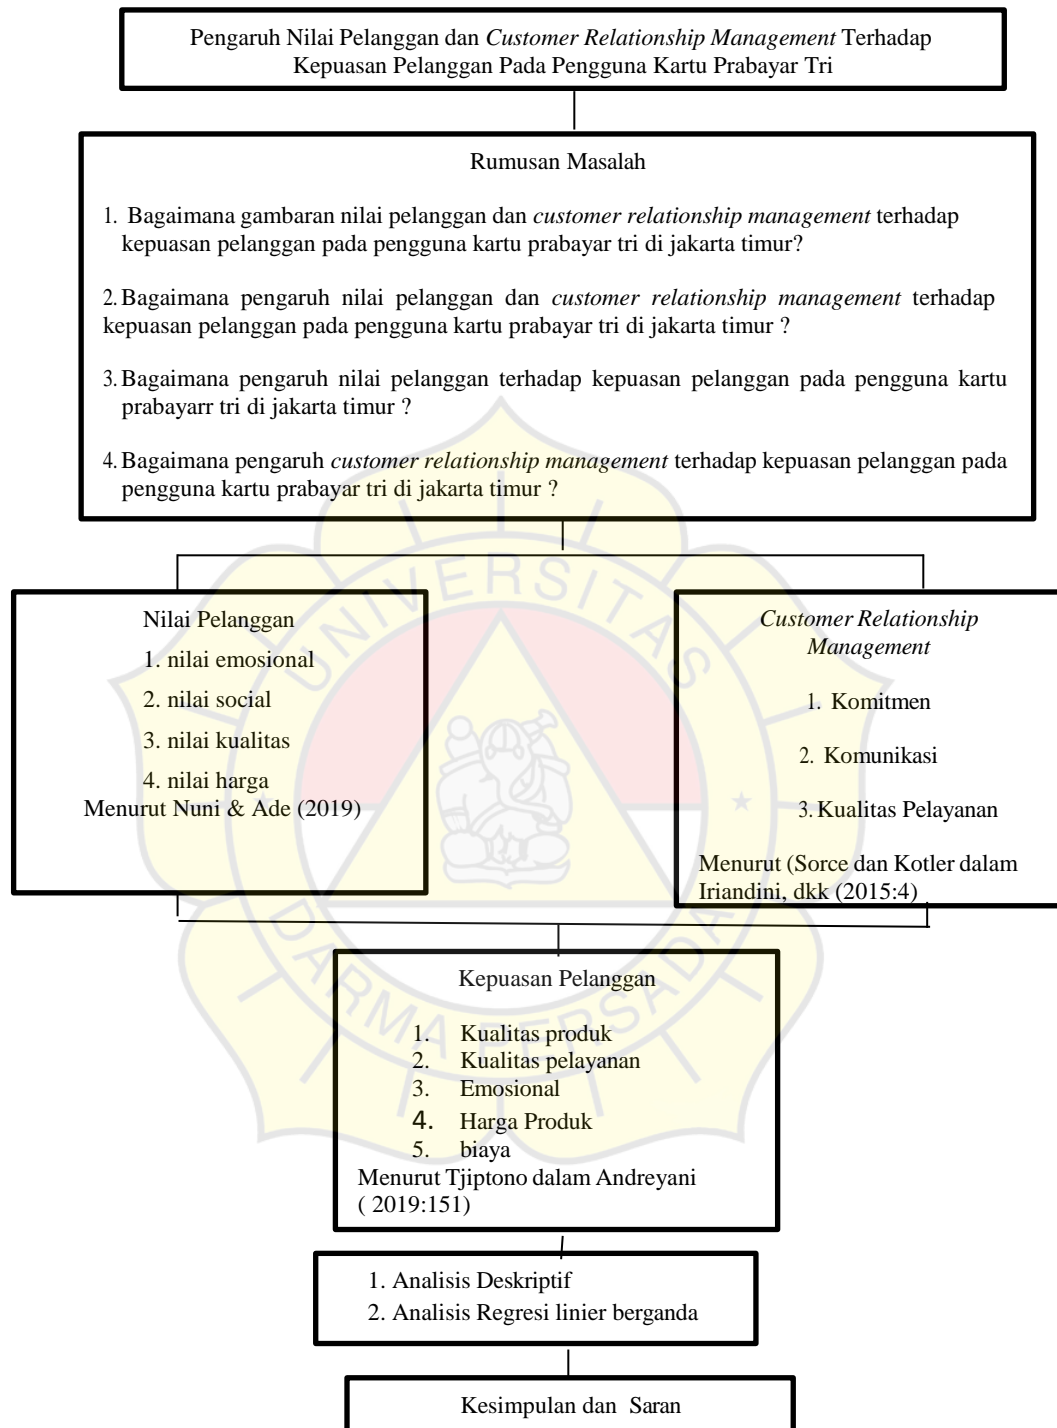 Pengaruh Nilai Pelanggan dan Customer Relationship Management Terhadap
Kepuasan Pelanggan Pada Pengguna Kartu Prabayar Tri
Rumusan Masalah
1. Bagaimana gambaran nilai pelanggan dan customer relationship management terhadap
kepuasan pelanggan pada pengguna kartu prabayar tri di jakarta timur?
2. Bagaimana pengaruh nilai pelanggan dan customer relationship management terhadap
kepuasan pelanggan pada pengguna kartu prabayar tri di jakarta timur ?
3. Bagaimana pengaruh nilai pelanggan terhadap kepuasan pelanggan pada pengguna kartu
prabayarr tri di jakarta timur ?
4. Bagaimana pengaruh customer relationship management terhadap kepuasan pelanggan pada
pengguna kartu prabayar tri di jakarta timur ?
UNIVERSITAS
Nilai Pelanggan
1. nilai emosional
2. nilai social
3. nilai kualitas
4. nilai harga
Menurut Nuni & Ade (2019)
Customer Relationship
Management
1. Komitmen
2. Komunikasi
3. Kualitas Pelayanan
Menurut (Sorce dan Kotler dalam
Iriandini, dkk (2015:4)
DARMA PERSADA
Kepuasan Pelanggan
1. Kualitas produk
2. Kualitas pelayanan
3. Emosional
4. Harga Produk
5. biaya
Menurut Tjiptono dalam Andreyani
( 2019:151)
1. Analisis Deskriptif
2. Analisis Regresi linier berganda
Kesimpulan dan Saran